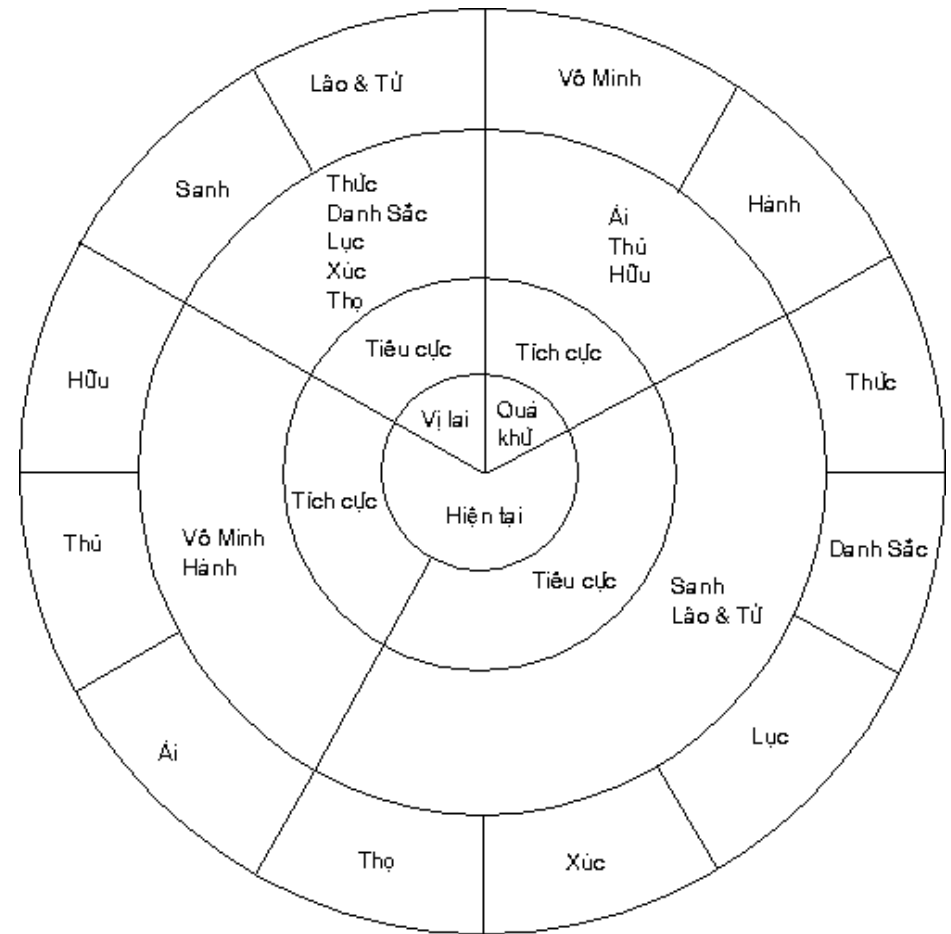 Lão & Tử
Vô Minh
Sanh
Hành
Thức
Danh Sắc
Lục
Xúc
Thọ
Ái
Thủ
Hữu
Hữu
Thức
Tiêu cực
Tích cực
Vị lai
Quá
khứ
Tích cực
Hiện tại
Thủ
Vô Minh
Hành
Tiêu cực
Sanh
Lão & Tử
Danh Sắc
Ái
Lục
Thọ
Xúc